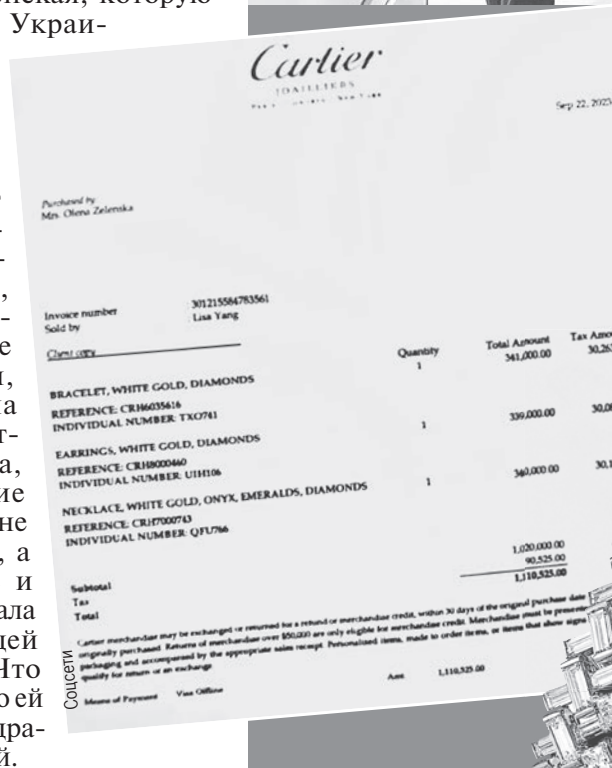 которую
Украи-
Cartier
JOAILLIERS
Sep 22, 2023
Purchased by
Mrs. Olena Zelenska
Invoice number 301215584783561
Sold by Lisa Yang
Client copy
Quantity Total Amount
BRACELET, WHITE GOLD, DIAMONDS 1 341,000.00
REFERENCE: CRH6035616
INDIVIDUAL NUMBER: TXO741
EARRINGS, WHITE GOLD, DIAMONDS 1 339,000.00
REFERENCE: CRH8000460
INDIVIDUAL NUMBER: UIH106
NECKLACE, WHITE GOLD, ONYX, EMERALDS, DIAMONDS 1 340,000.00
REFERENCE: CRH7000743
INDIVIDUAL NUMBER: QFU766
Subtotal 1,020,000.00
Tax 90,525.00
Total 1,110,525.00
Cartier merchandise may be exchanged or returned for a refund or merchandise credit, within 30 days of the original purchase date
originally purchased. Returns of merchandise over $50,000 are only eligible for merchandise credit. Merchandise must be
packaging and accompanied by the appropriate sales receipt. Personalized items, made to order items, or items that show signs
qualify for return or an exchange.
Means of Payment Visa Offline Amt 1,110,525.00
Соцсети